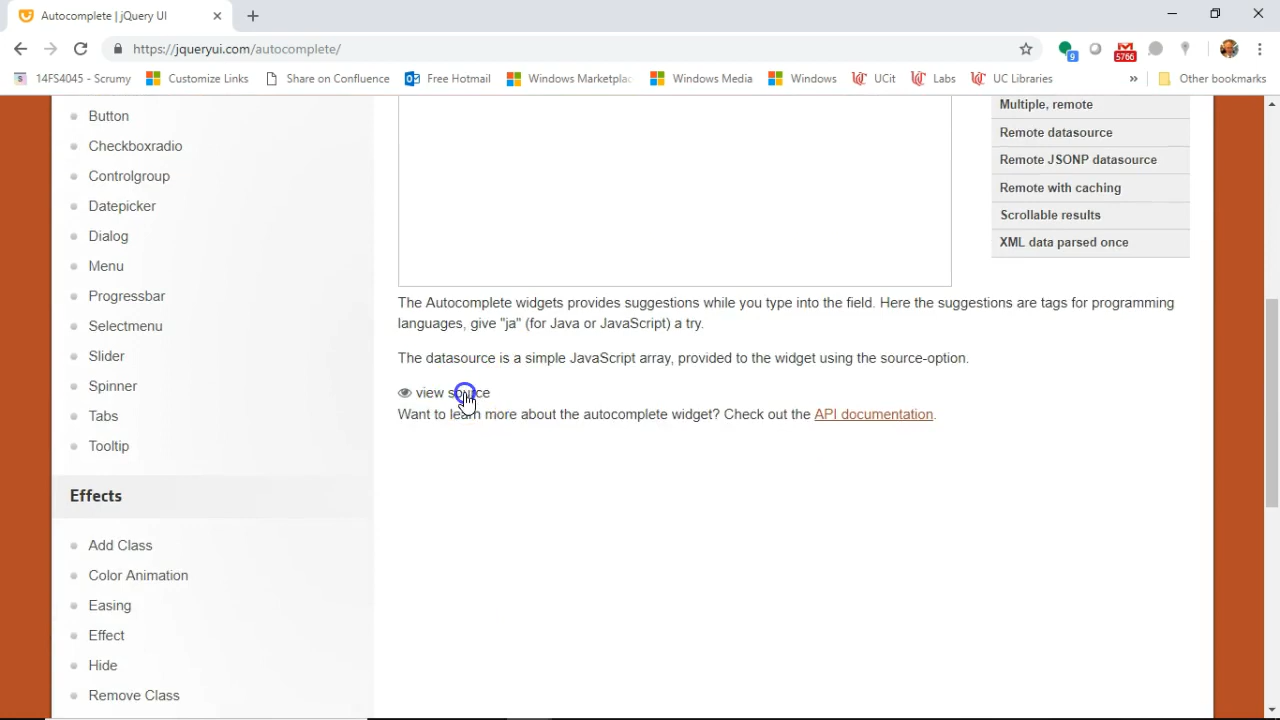 Autocomplete | jQuery UI
https://jqueryui.com/autocomplete/
9
5766
14FS4045 - Scrumy
Customize Links
Share on Confluence
Free Hotmail
Windows Marketplac
Windows Media
Windows
UCit
Labs
UC Libraries
»
Other bookmarks
Button
Checkboxradio
Controlgroup
Datepicker
Dialog
Menu
Progressbar
Selectmenu
Slider
Spinner
Tabs
Tooltip
Effects
Add Class
Color Animation
Easing
Effect
Hide
Remove Class
Multiple, remote
Remote datasource
Remote JSONP datasource
Remote with caching
Scrollable results
XML data parsed once
The Autocomplete widgets provides suggestions while you type into the field. Here the suggestions are tags for programming
languages, give "ja" (for Java or JavaScript) a try.
The datasource is a simple JavaScript array, provided to the widget using the source-option.
view source
Want to learn more about the autocomplete widget? Check out the API documentation.